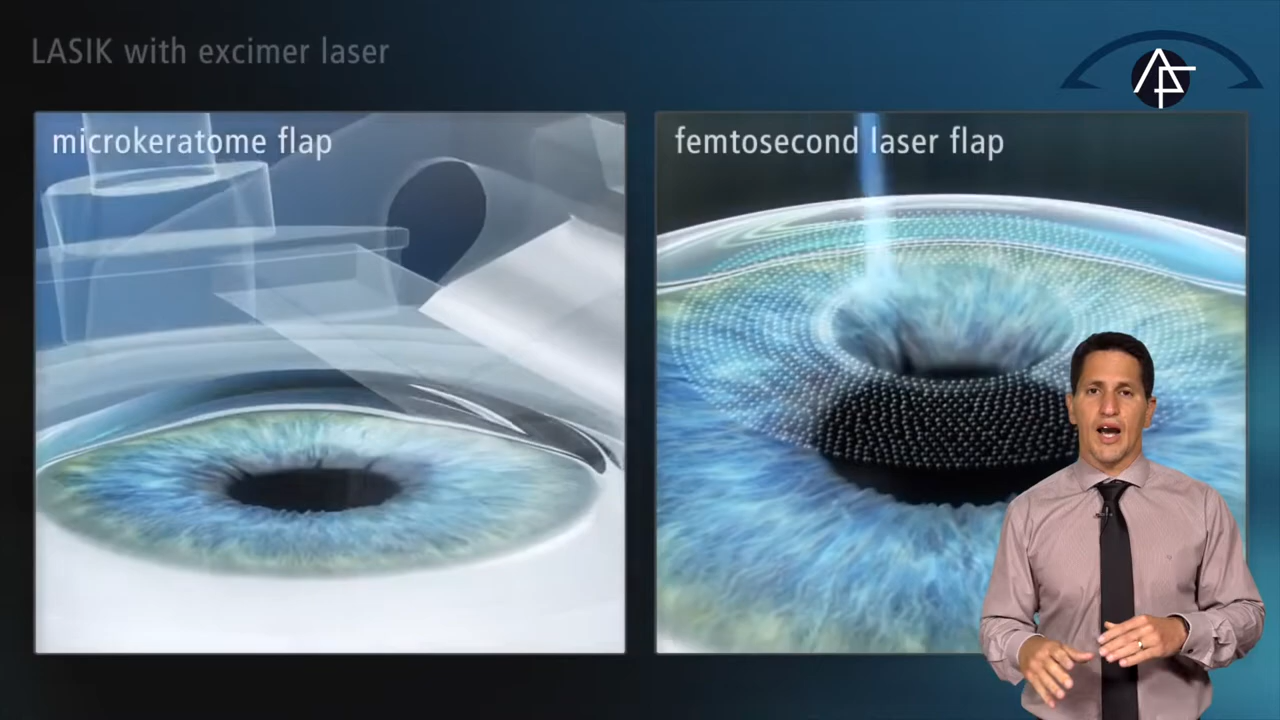 LASIK with excimer laser
microkeratome flap
femtosecond laser flap